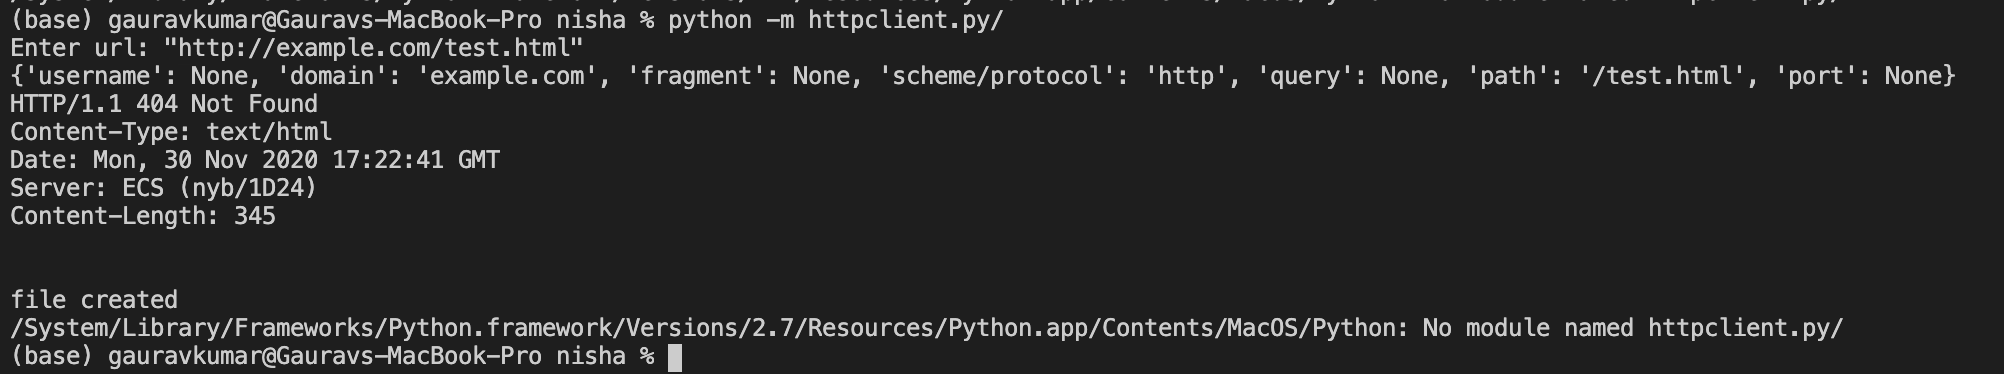 (base) gauravkumar@Gauravs-MacBook-Pro nisha % python -m httpclient.py/
Enter url: "http://example.com/test.html"
{'username': None, 'domain': 'example.com', 'fragment': None, 'scheme/protocol': 'http', 'query': None, 'path': '/test.html', 'port': None}
HTTP/1.1 404 Not Found
Content-Type: text/html
Date: Mon, 30 Nov 2020 17:22:41 GMT
Server: ECS (nyb/1D24)
Content-Length: 345
file created
/System/Library/Frameworks/Python.framework/Versions/2.7/Resources/Python.app/Contents/MacOS/Python: No module named httpclient.py/
(base) gauravkumar@Gauravs-MacBook-Pro nisha %